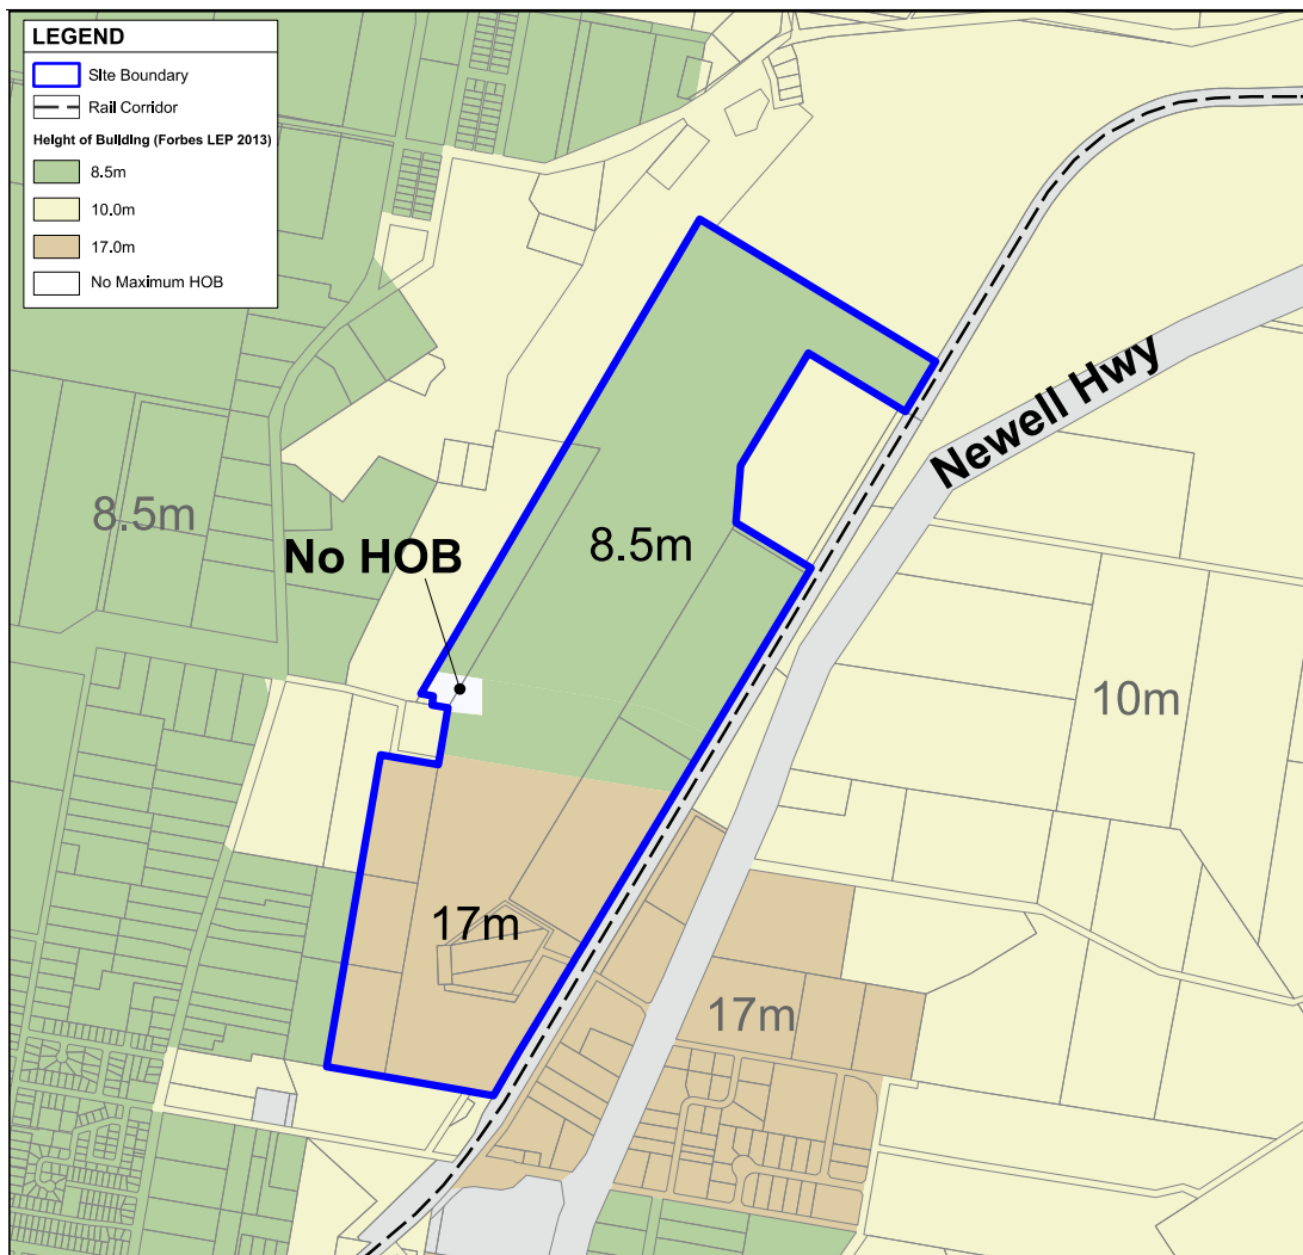 LEGEND
Site Boundary
Rail Corridor
Height of Building (Forbes LEP 2013)
8.5m
10.0m
17.0m
No Maximum HOB
Newell Hwy
8.5m
8.5m
No HOB
10m
17m
17m